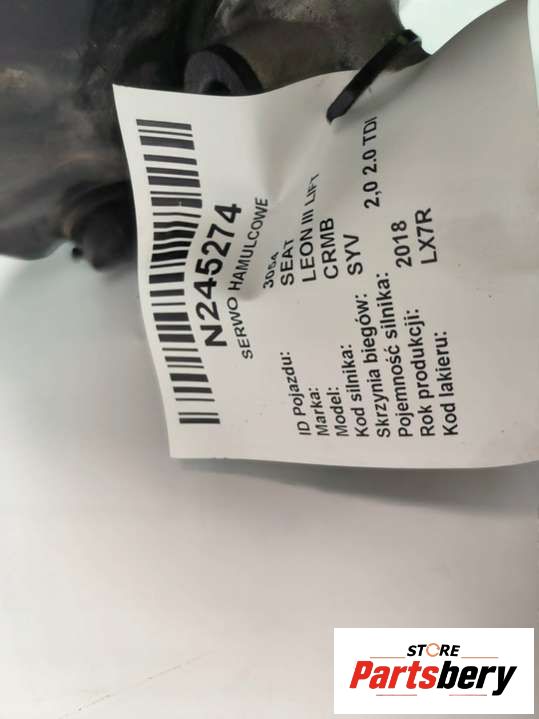 N245274
SERWO HAMULCOWE
ID Pojazdu: 3054
Marka: SEAT
Model: LEON III LIFT
Kod silnika: CRMB
Skrzynia biegów: SYV
Pojemność silnika: 2,0 2.0 TDI
Rok produkcji: 2018
Kod lakieru: LX7R
STORE
Partsbery